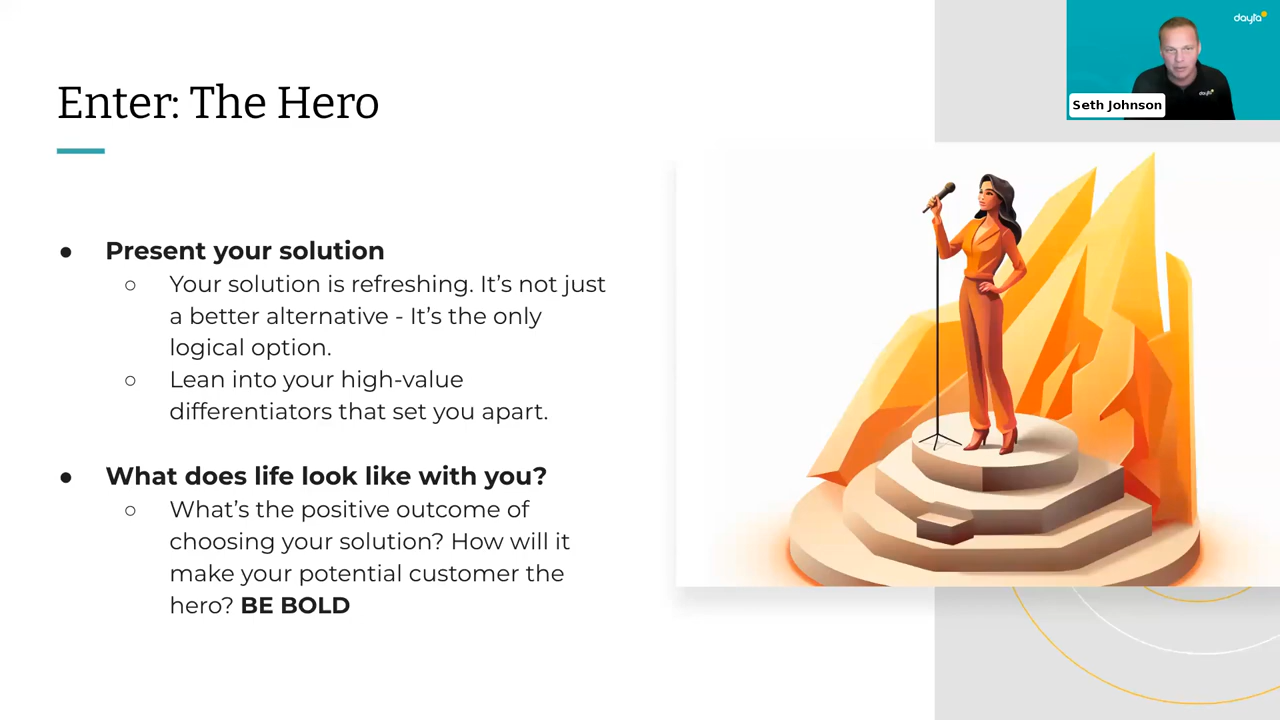 Enter: The Hero
● Present your solution
○ Your solution is refreshing. It’s not just
a better alternative - It’s the only
logical option.
○ Lean into your high-value
differentiators that set you apart.
● What does life look like with you?
○ What’s the positive outcome of
choosing your solution? How will it
make your potential customer the
hero? BE BOLD
dayta
dayta
Seth Johnson